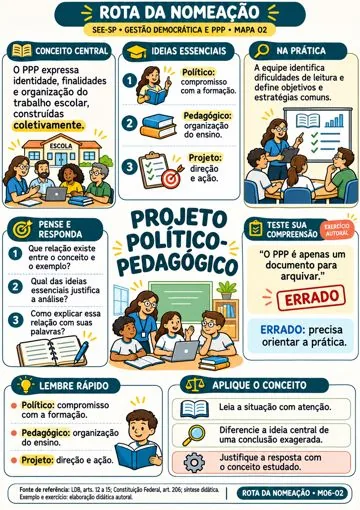 ROTA DA NOMEAÇÃO
SEE-SP • GESTÃO DEMOCRÁTICA E PPP • MAPA 02
CONCEITO CENTRAL
O PPP expressa
identidade, finalidades
e organização do
trabalho escolar,
construídas
coletivamente.
ESCOLA
IDEIAS ESSENCIAIS
1
Político:
compromisso
com a formação.
2
Pedagógico:
organização
do ensino.
3
Projeto:
direção
e ação.
NA PRÁTICA
A equipe identifica
dificuldades de leitura e
define objetivos e
estratégias comuns.
PENSE E
RESPONDA
1
Que relação existe
entre o conceito e
o exemplo?
2
Qual das ideias
essenciais justifica
a análise?
3
Como explicar essa
relação com suas
palavras?
PROJETO
POLÍTICO-
PEDAGÓGICO
TESTE SUA
COMPREENSÃO
EXERCÍCIO
AUTORAL
“O PPP é apenas um
documento para
arquivar.”
ERRADO
ERRADO: precisa
orientar a prática.
LEMBRE RÁPIDO
Político: compromisso
com a formação.
Pedagógico: organização
do ensino.
Projeto: direção e ação.
APLIQUE O CONCEITO
Leia a situação com atenção.
Diferencie a ideia central de
uma conclusão exagerada.
Justifique a resposta com
o conceito estudado.
Fonte de referência: LDB, arts. 12 a 15; Constituição Federal, art. 206; síntese didática.
Exemplo e exercício: elaboração didática autoral.
ROTA DA NOMEAÇÃO • M06-02